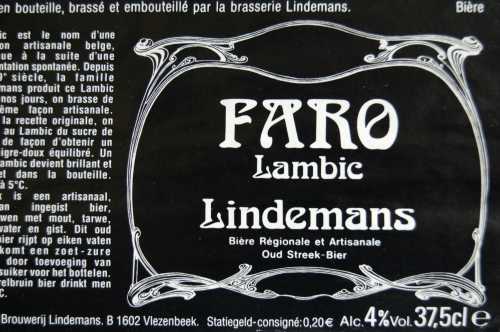 en bouteille, brassé et embouteillé par la brasserie Lindemans. Bière
bic est le nom d'une
on artisanale belge,
que à la suite d'une
ntation spontanée. Depuis
siècle, la famille
mans produit ce Lambic
nos jours, on brasse de
ême façon artisanale.
la recette originale, on
au Lambic du sucre de
de façon d'obtenir un
igre-doux équilibré. Un
ambic devient brillant et
et dans la bouteille.
à 5°C.
k is een artisanaal,
an ingegist bier,
wen met mout, tarwe,
water en gist. Dit oud
bier rijpt op eiken vaten
komt een zoet-zure
door toevoeging van
suiker voor het bottelen.
elbruin bier drinkt men
C.
FARO
Lambic
Lindemans
Bière Régionale et Artisanale
Oud Streek-Bier
Brouwerij Lindemans. B 1602 Vlezenbeek. Statiegeld-consigné:0,20€ Alc.4%Vol.37,5cl e